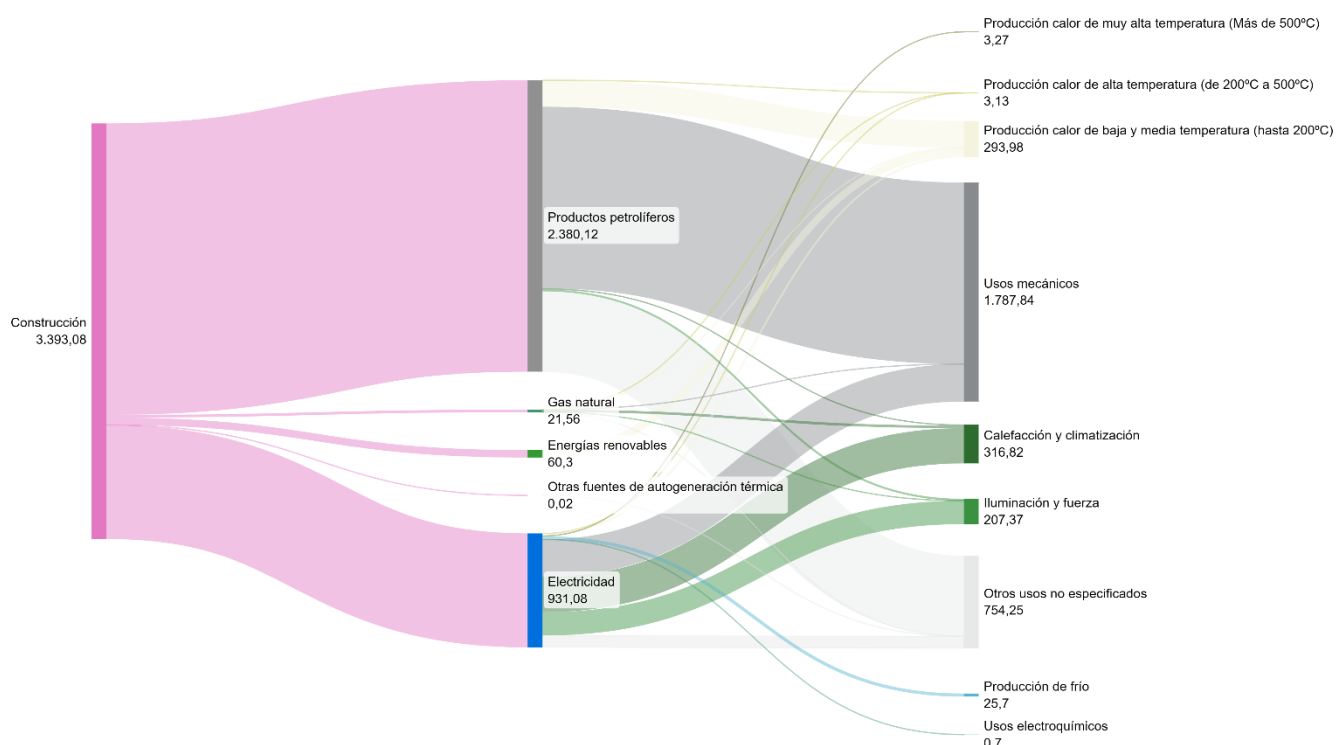 Construcción
3.393,08
Productos petrolíferos
2.380,12
Gas natural
21,56
Energías renovables
60,3
Otras fuentes de autogeneración térmica
0,02
Electricidad
931,08
Producción calor de muy alta temperatura (Más de 500ºC)
3,27
Producción calor de alta temperatura (de 200ºC a 500ºC)
3,13
Producción calor de baja y media temperatura (hasta 200ºC)
293,98
Usos mecánicos
1.787,84
Calefacción y climatización
316,82
Iluminación y fuerza
207,37
Otros usos no especificados
754,25
Producción de frío
25,7
Usos electroquímicos
0,7